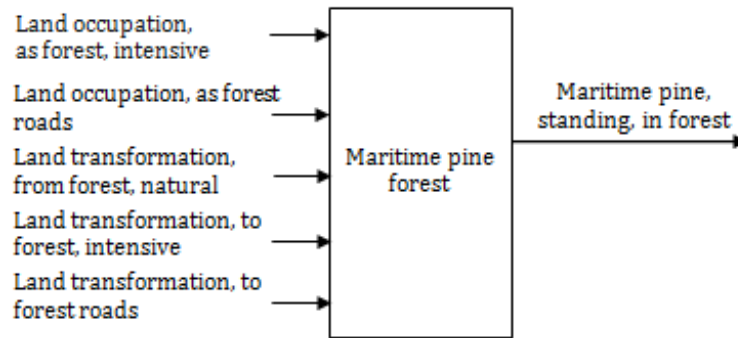 Land occupation,
as forest, intensive
Land occupation, as forest
roads
Land transformation,
from forest, natural
Land transformation, to
forest, intensive
Land transformation, to
forest roads
Maritime pine
forest
Maritime pine,
standing, in forest